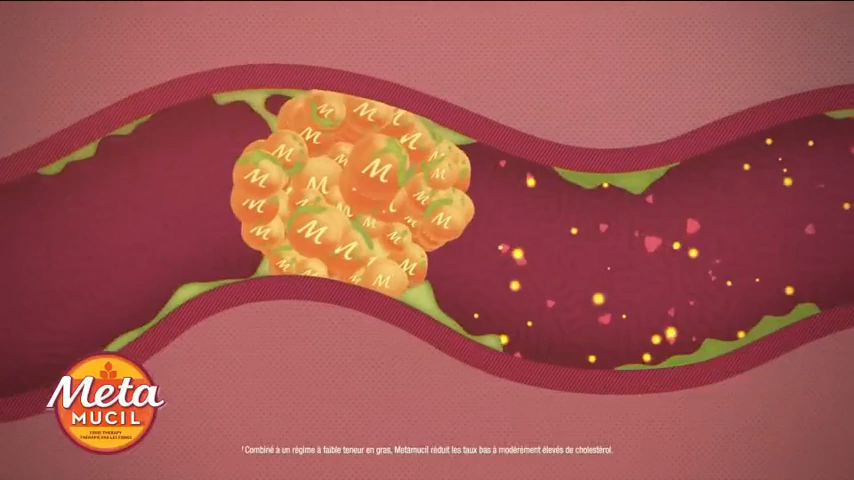 M M M M M M M M M M M M M M M M M M M
Meta
MUCIL
FIBRE THERAPY
THÉRAPIE PAR LES FIBRES
† Combiné à un régime à faible teneur en gras, Metamucil réduit les taux bas à modérément élevés de cholestérol.